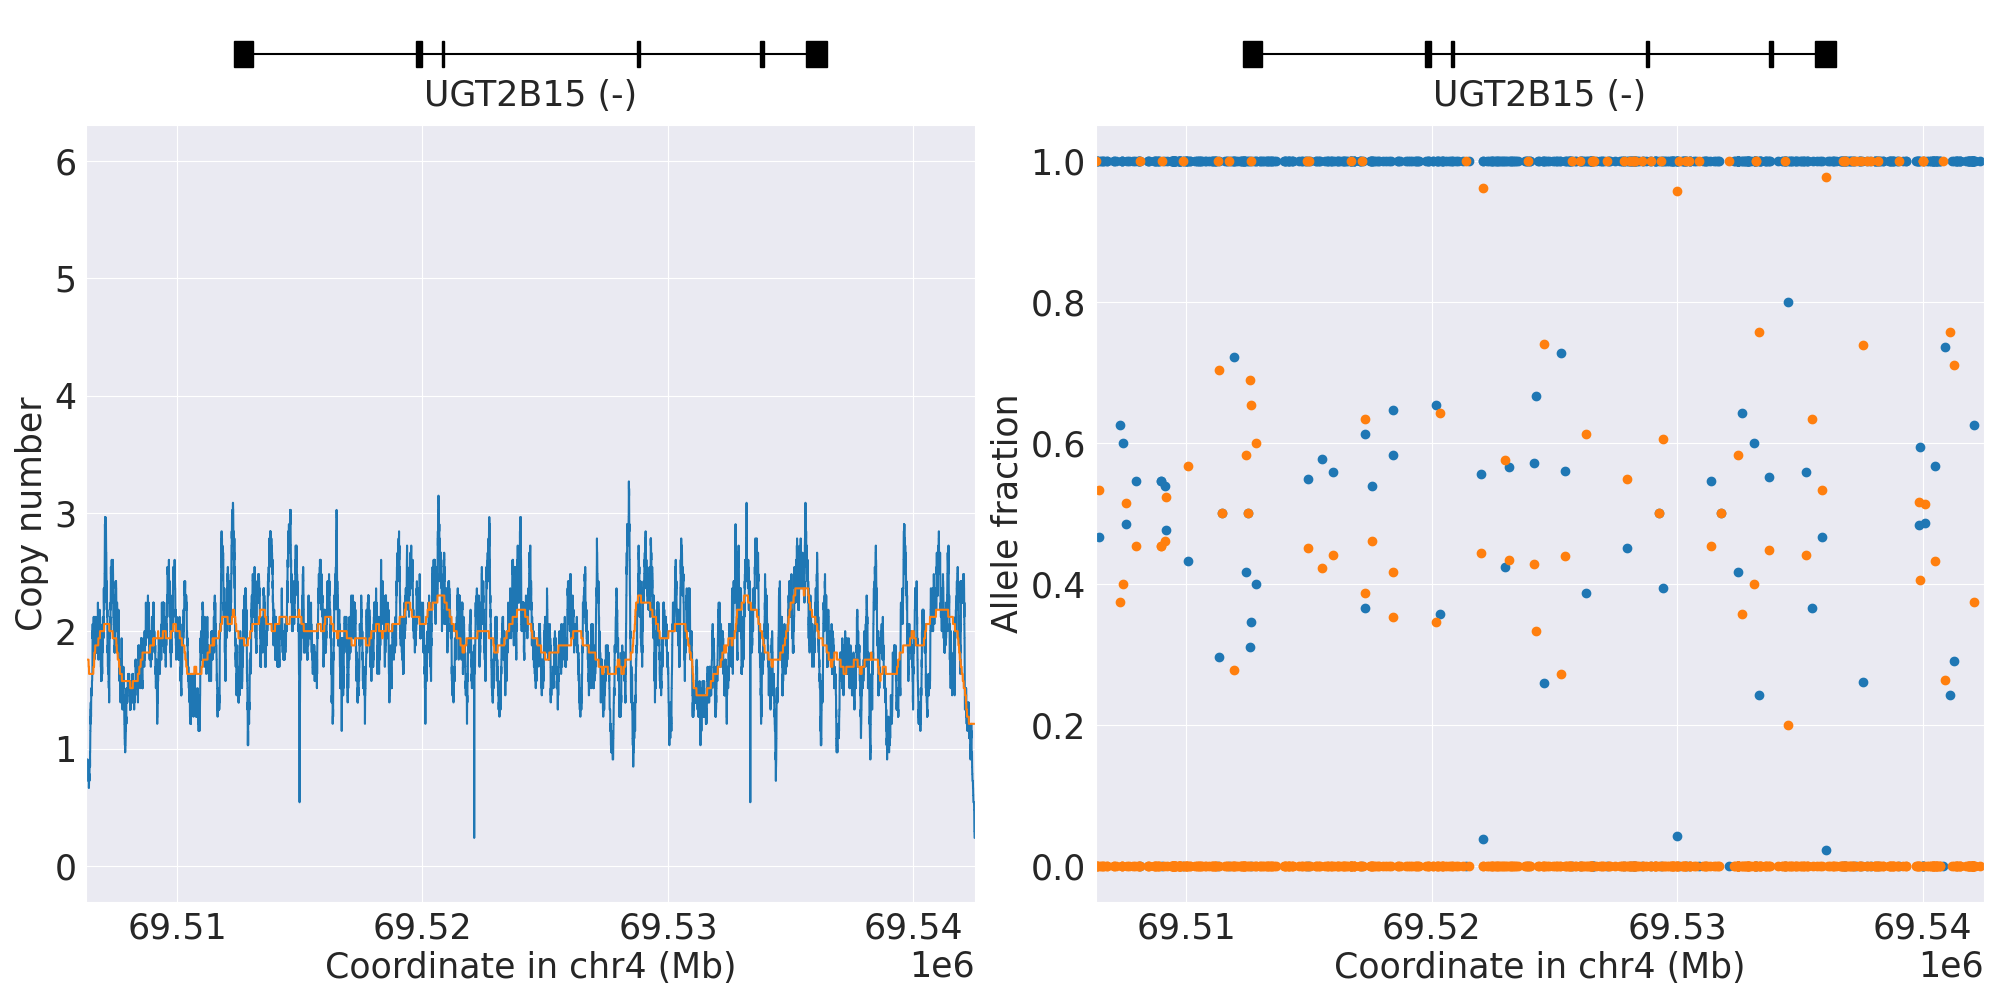 UGT2B15 (-)
UGT2B15 (-)
Copy number
6
5
4
3
2
1
0
69.51 69.52 69.53 69.54
Coordinate in chr4 (Mb) 1e6
Allele fraction
1.0
0.8
0.6
0.4
0.2
0.0
69.51 69.52 69.53 69.54
Coordinate in chr4 (Mb) 1e6